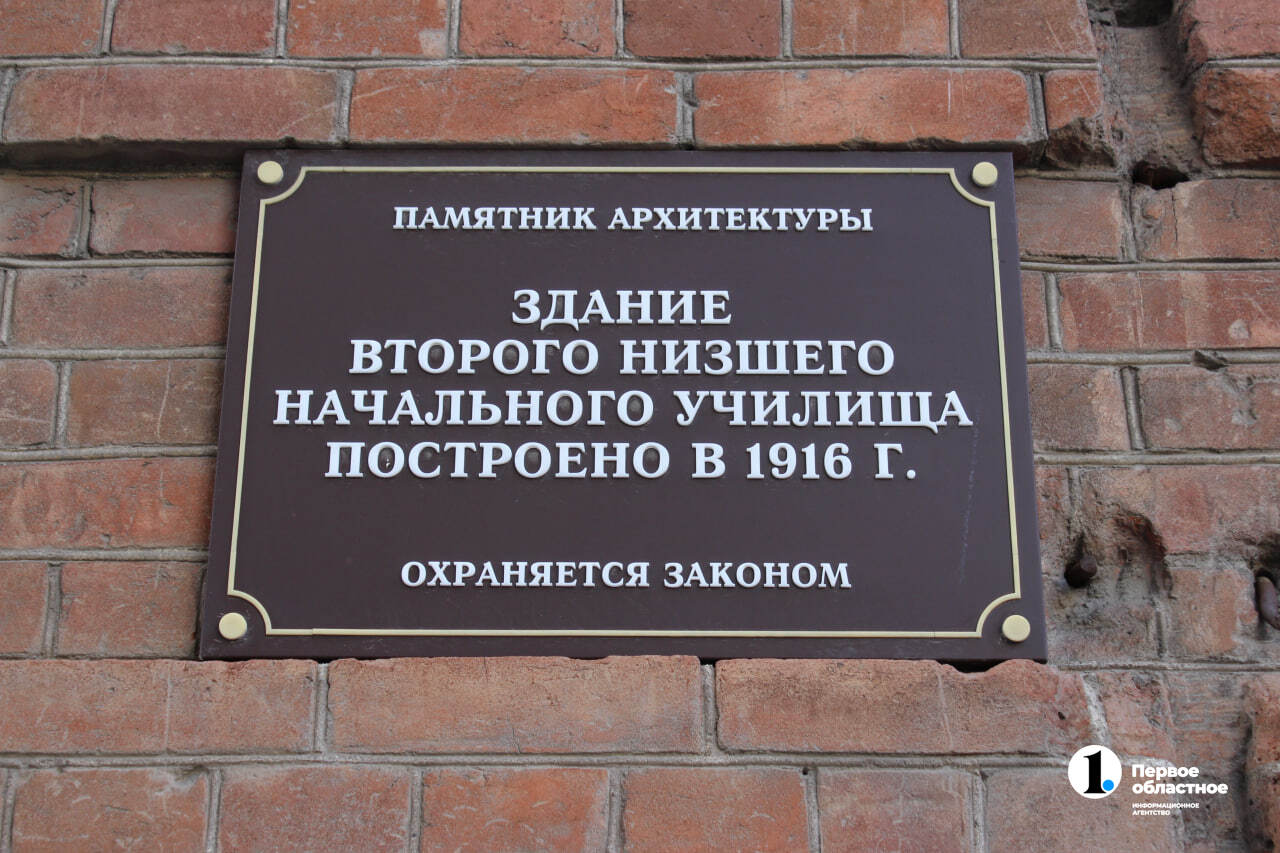 ПАМЯТНИК АРХИТЕКТУРЫ
ЗДАНИЕ
ВТОРОГО НИЗШЕГО
НАЧАЛЬНОГО УЧИЛИЩА
ПОСТРОЕНО В 1916 Г.
ОХРАНЯЕТСЯ ЗАКОНОМ
1.
Первое
областное
ИНФОРМАЦИОННОЕ
АГЕНТСТВО